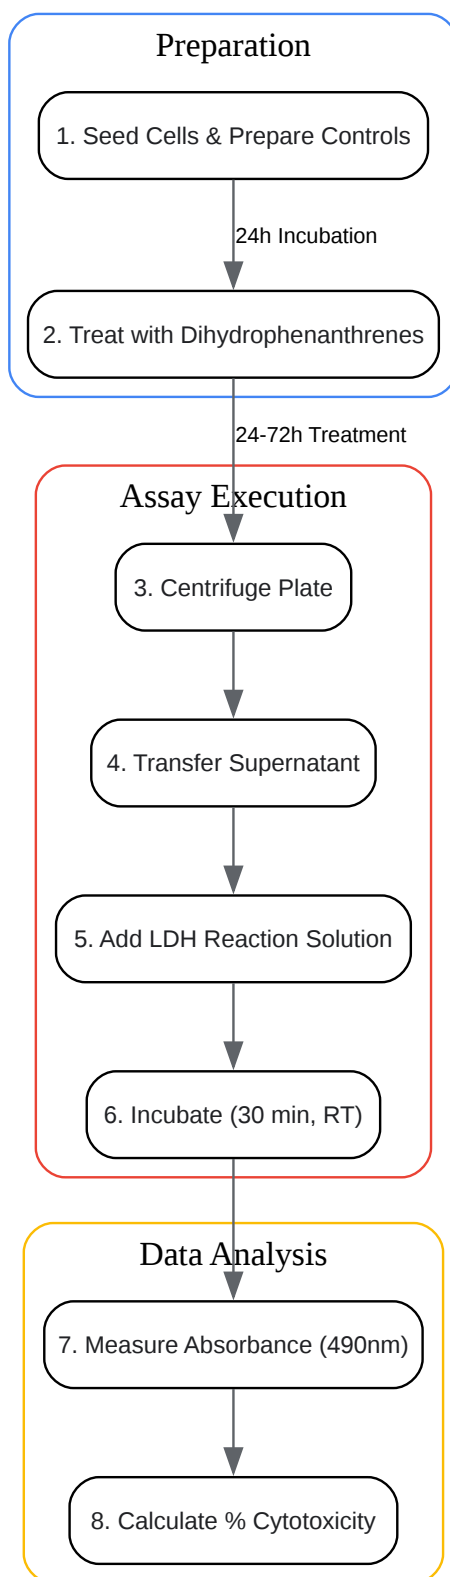 Preparation
1. Seed Cells & Prepare Controls
24h Incubation
2. Treat with Dihydrophenanthrenes
24-72h Treatment
Assay Execution
3. Centrifuge Plate
4. Transfer Supernatant
5. Add LDH Reaction Solution
6. Incubate (30 min, RT)
Data Analysis
7. Measure Absorbance (490nm)
8. Calculate % Cytotoxicity